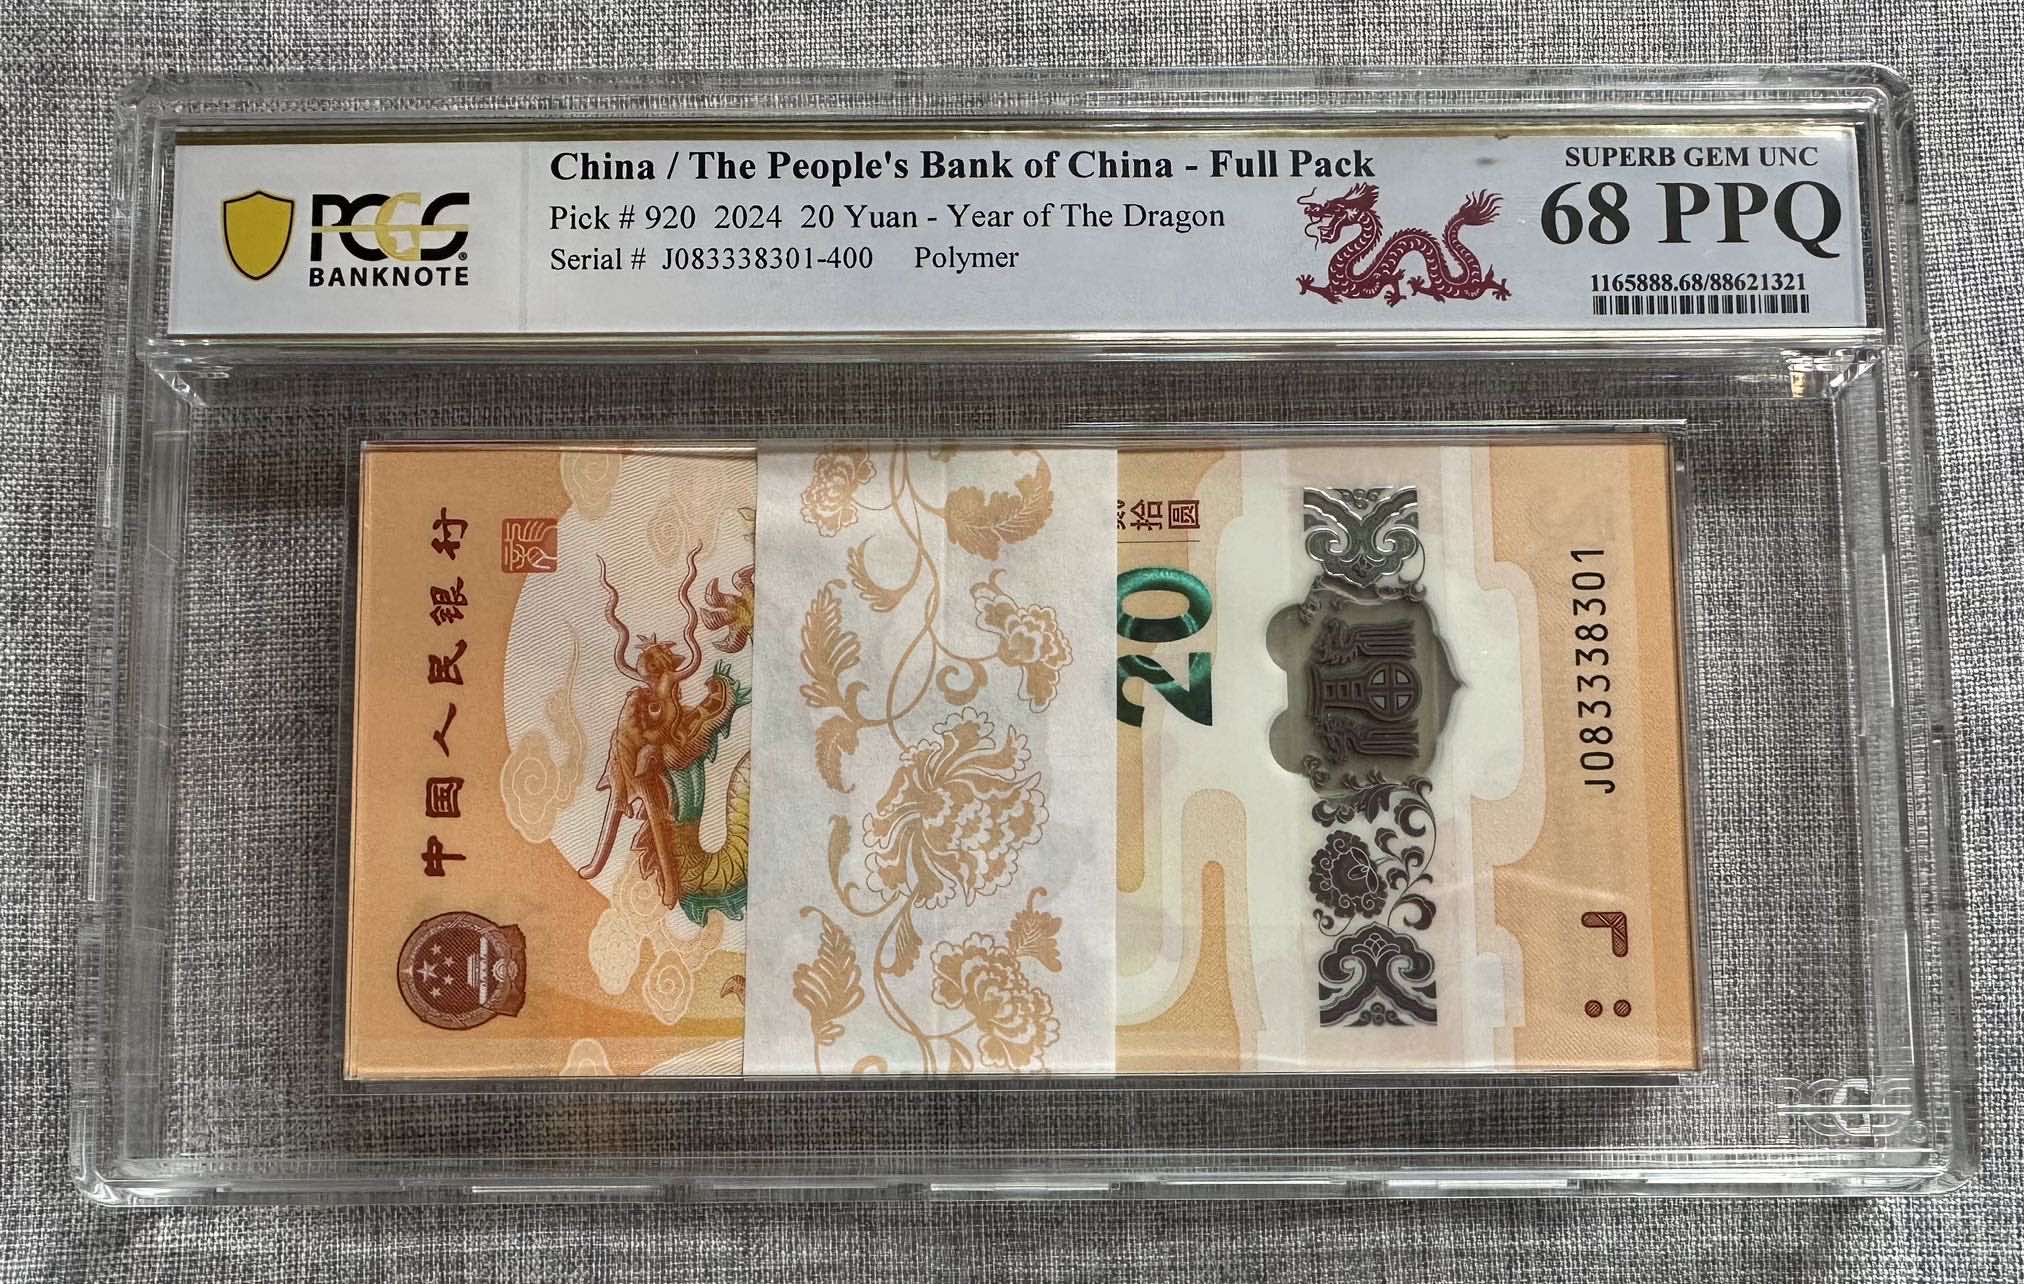 PCGS
BANKNOTE
China / The People's Bank of China - Full Pack
Pick # 920 2024 20 Yuan - Year of The Dragon
Serial # J083338301-400 Polymer
SUPERB GEM UNC
68 PPQ
1165888.68/88621321
中国人民银行
拾圆
20
J083338301
PCGS